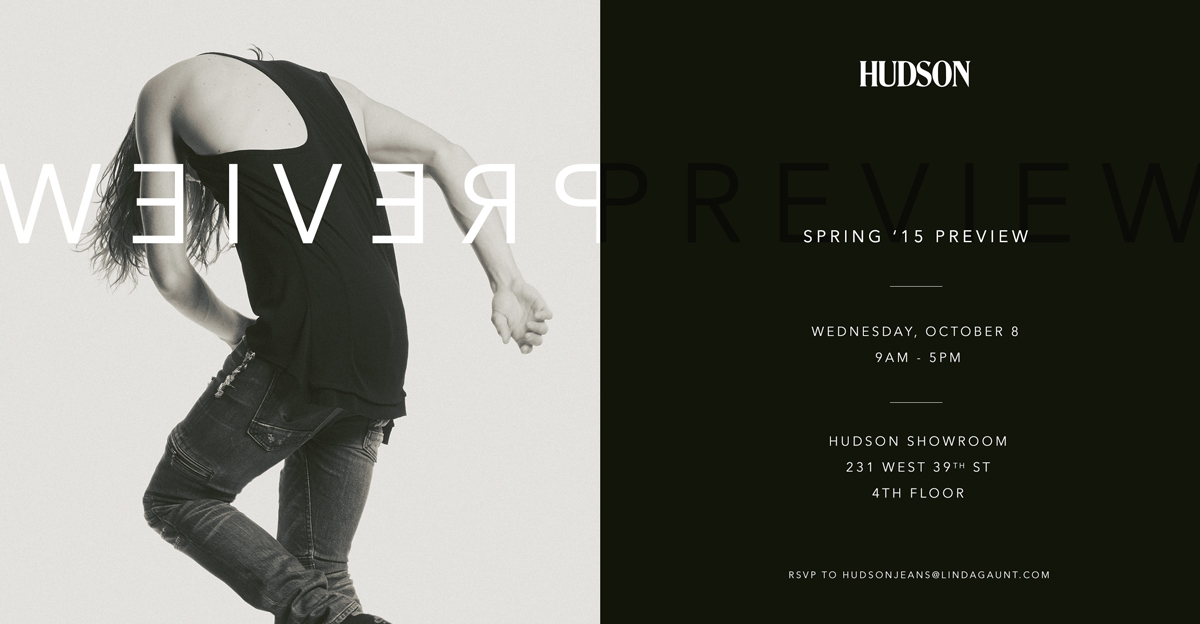 PREVIEW
HUDSON
PREVIEW
SPRING ‘15 PREVIEW
WEDNESDAY, OCTOBER 8
9AM - 5PM
HUDSON SHOWROOM
231 WEST 39TH ST
4TH FLOOR
RSVP TO HUDSONJEANS@LINDAGAUNT.COM